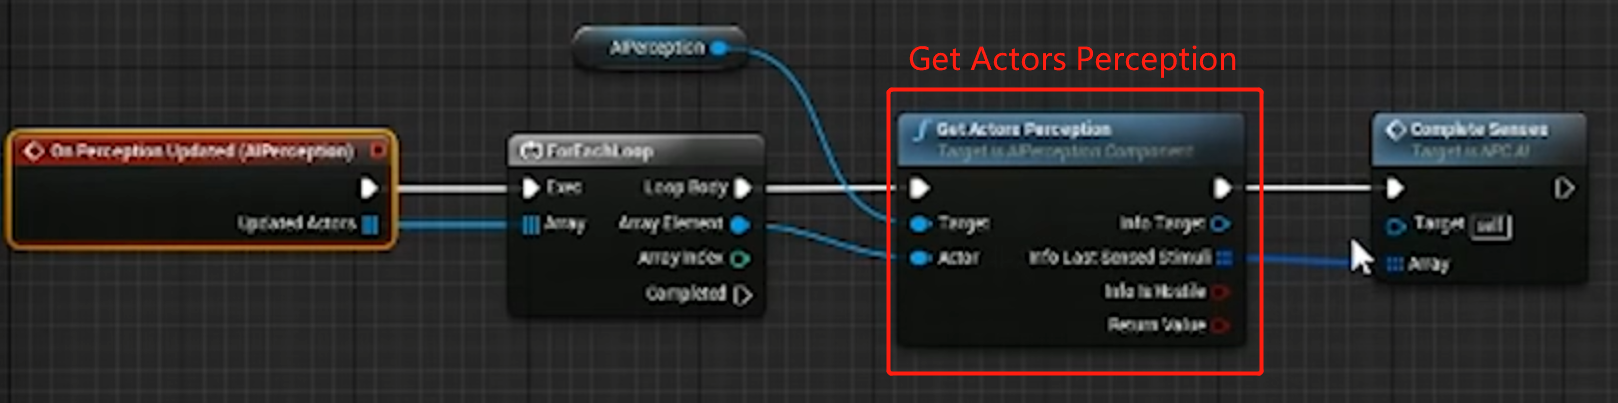 AIPerception
Get Actors Perception
On Perception Updated (AIPerception)
Updated Actors
ForEachLoop
Exec
Loop Body
Array
Array Element
Array Index
Completed
Get Actors Perception
Target is AIPerception Component
Target
Info Target
Actor
Info Last Sensed Stimuli
Info Is Hostile
Return Value
Complete Senses
Target is NPC AI
Target self
Array